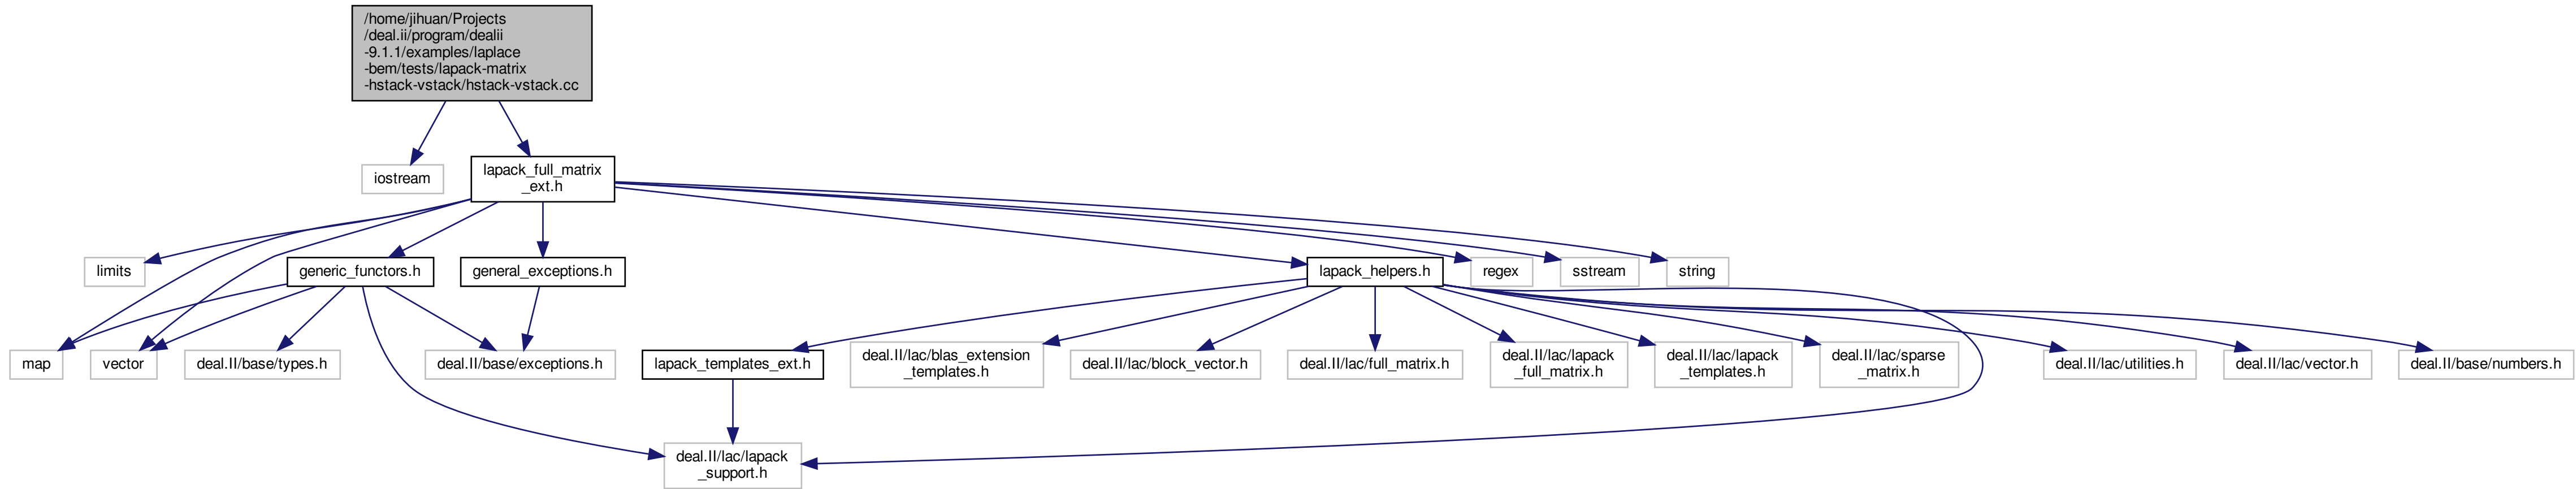 /home/jihuan/Projects
/deal.ii/program/dealii
-9.1.1/examples/laplace
-bem/tests/lapack-matrix
-hstack-vstack/hstack-vstack.cc
iostream
lapack_full_matrix
_ext.h
limits
generic_functors.h
general_exceptions.h
lapack_helpers.h
regex
sstream
string
map
vector
deal.II/base/types.h
deal.II/base/exceptions.h
lapack_templates_ext.h
deal.II/lac/blas_extension
_templates.h
deal.II/lac/block_vector.h
deal.II/lac/full_matrix.h
deal.II/lac/lapack
_full_matrix.h
deal.II/lac/lapack
_templates.h
deal.II/lac/sparse
_matrix.h
deal.II/lac/utilities.h
deal.II/lac/vector.h
deal.II/base/numbers.h
deal.II/lac/lapack
_support.h